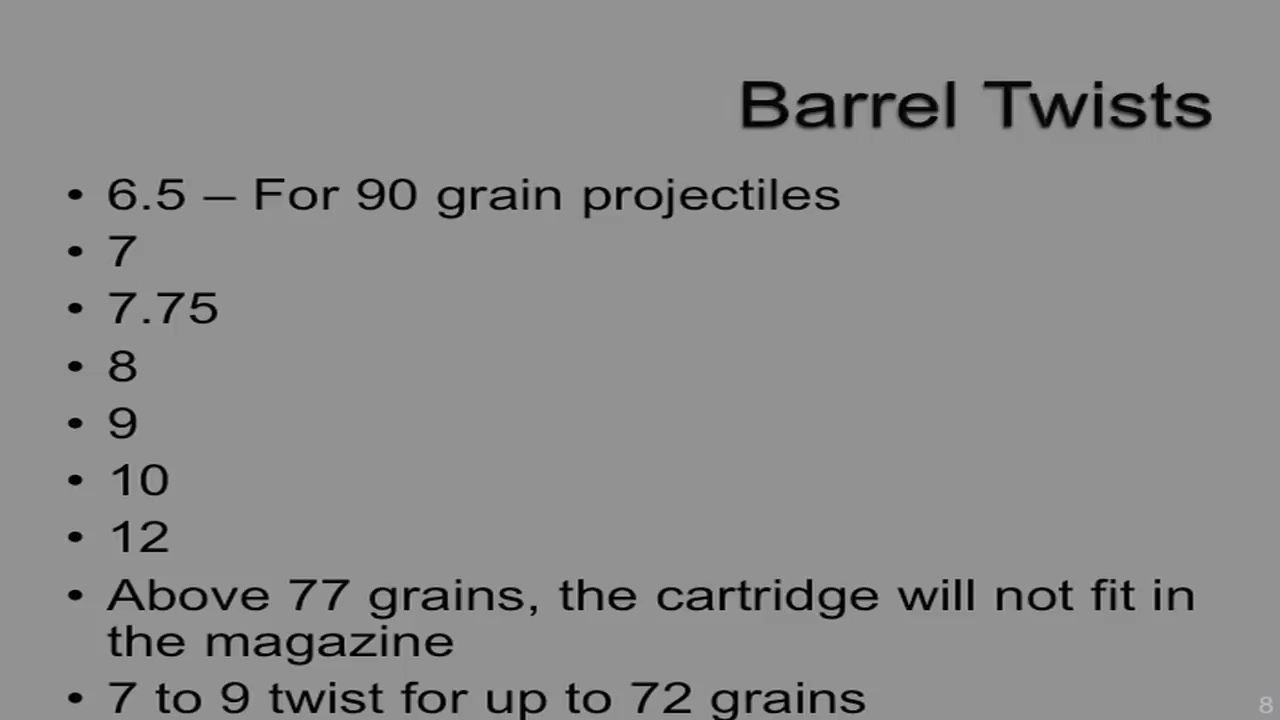 Barrel Twists
• 6.5 – For 90 grain projectiles
• 7
• 7.75
• 8
• 9
• 10
• 12
• Above 77 grains, the cartridge will not fit in
the magazine
• 7 to 9 twist for up to 72 grains
8